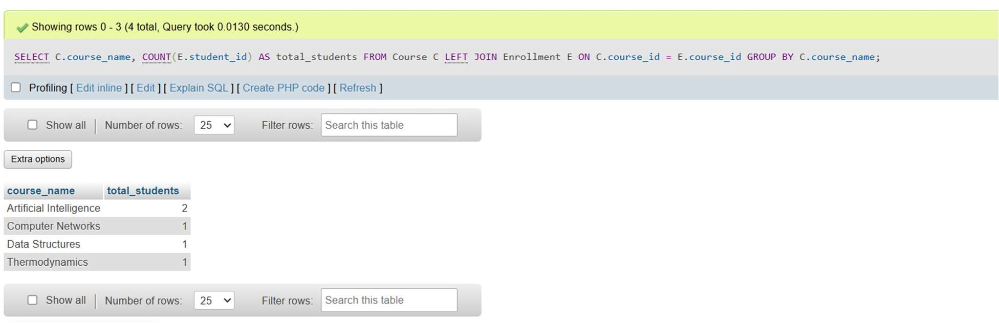 Showing rows 0 - 3 (4 total, Query took 0.0130 seconds.)
SELECT C.course_name, COUNT(E.student_id) AS total_students FROM Course C LEFT JOIN Enrollment E ON C.course_id = E.course_id GROUP BY C.course_name;
Profiling [ Edit inline ] [ Edit ] [ Explain SQL ] [ Create PHP code ] [ Refresh ]
Show all | Number of rows: 25 Filter rows: Search this table
Extra options
course_name total_students
Artificial Intelligence 2
Computer Networks 1
Data Structures 1
Thermodynamics 1
Show all | Number of rows: 25 Filter rows: Search this table